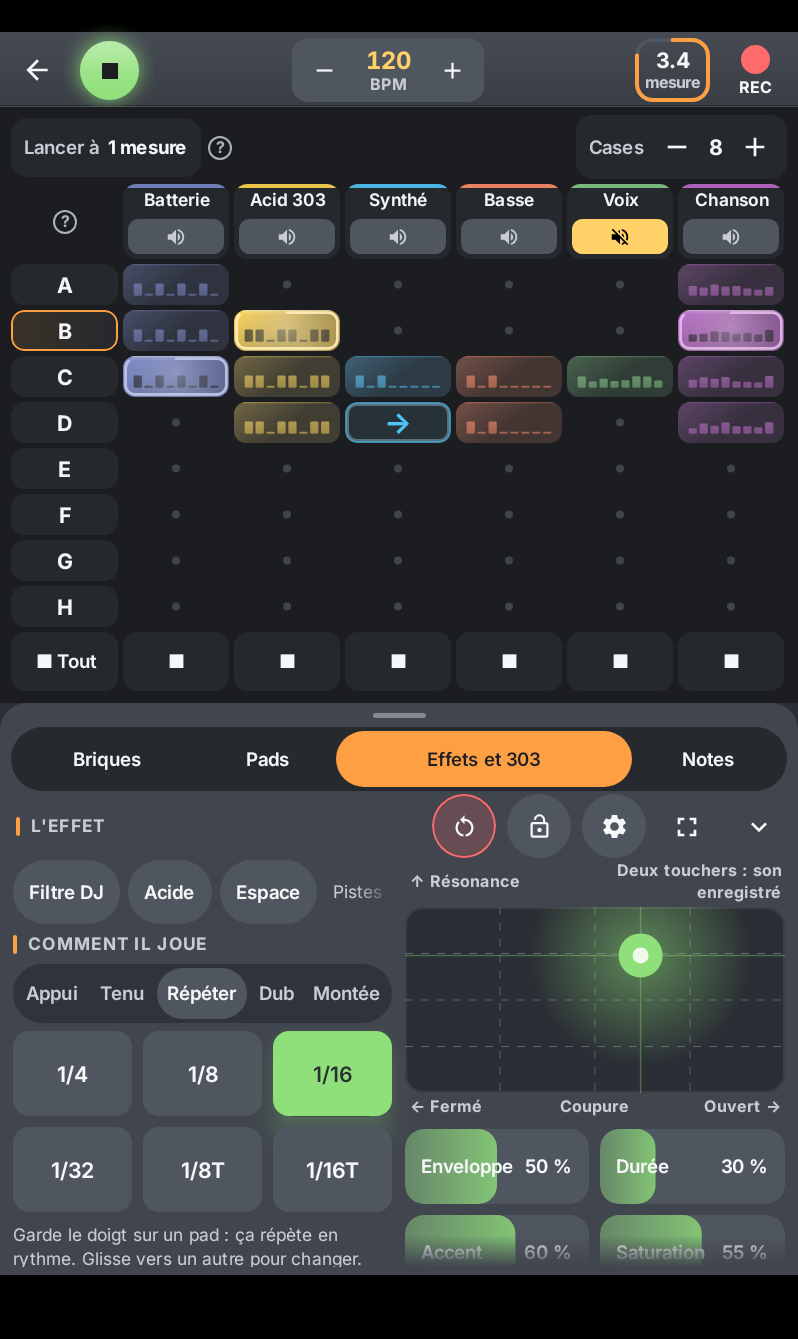 120
BPM
3.4
mesure
REC
Lancer à 1 mesure
?
Cases
8
?
Batterie
Acid 303
Synthé
Basse
Voix
Chanson
A
B
C
D
E
F
G
H
Tout
Briques
Pads
Effets et 303
Notes
L'EFFET
Filtre DJ
Acide
Espace
Pistes
COMMENT IL JOUE
Appui
Tenu
Répéter
Dub
Montée
1/4
1/8
1/16
1/32
1/8T
1/16T
Garde le doigt sur un pad : ça répète en
rythme. Glisse vers un autre pour changer.
↑ Résonance
Deux touchers : son
enregistré
← Fermé
Coupure
Ouvert →
Enveloppe 50 %
Durée 30 %
Accent 60 %
Saturation 55 %